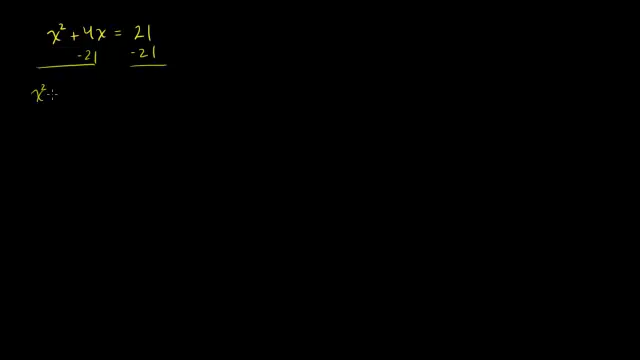 x² + 4x = 21
-21 -21
x² +